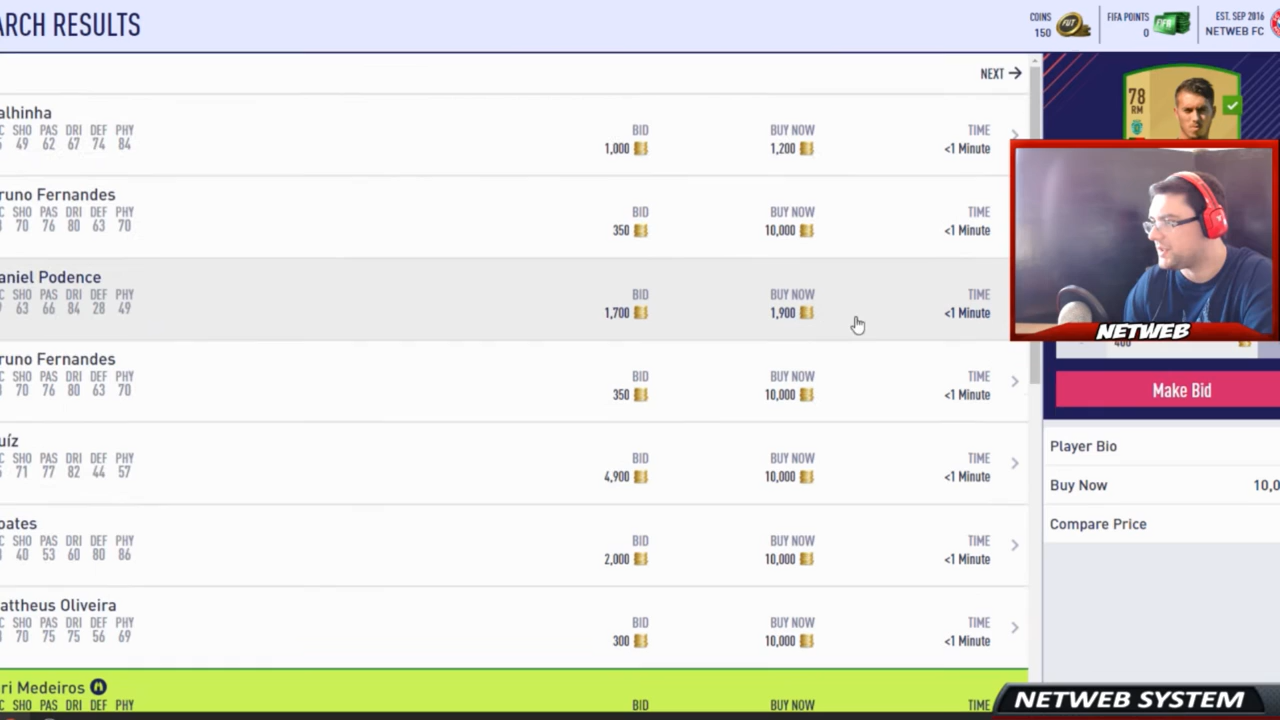 ARCH RESULTS
COINS
150
FUT
FIFA POINTS
0
FIFA
EST. SEP 2016
NETWEB FC
NEXT →
alhinha
C SHO PAS DRI DEF PHY
49 62 67 74 84
BID
1,000
BUY NOW
1,200
TIME
<1 Minute
runo Fernandes
C SHO PAS DRI DEF PHY
70 76 80 63 70
BID
350
BUY NOW
10,000
TIME
<1 Minute
aniel Podence
C SHO PAS DRI DEF PHY
63 66 84 28 49
BID
1,700
BUY NOW
1,900
TIME
<1 Minute
runo Fernandes
C SHO PAS DRI DEF PHY
70 76 80 63 70
BID
350
BUY NOW
10,000
TIME
<1 Minute
uíz
C SHO PAS DRI DEF PHY
71 77 82 44 57
BID
4,900
BUY NOW
10,000
TIME
<1 Minute
oates
C SHO PAS DRI DEF PHY
40 53 60 80 86
BID
2,000
BUY NOW
10,000
TIME
<1 Minute
attheus Oliveira
C SHO PAS DRI DEF PHY
70 75 75 56 69
BID
300
BUY NOW
10,000
TIME
<1 Minute
ri Medeiros
C SHO PAS DRI DEF PHY
BID
BUY NOW
TIME
78
RM
NETWEB
400
Make Bid
Player Bio
Buy Now 10,0
Compare Price
NETWEB SYSTEM